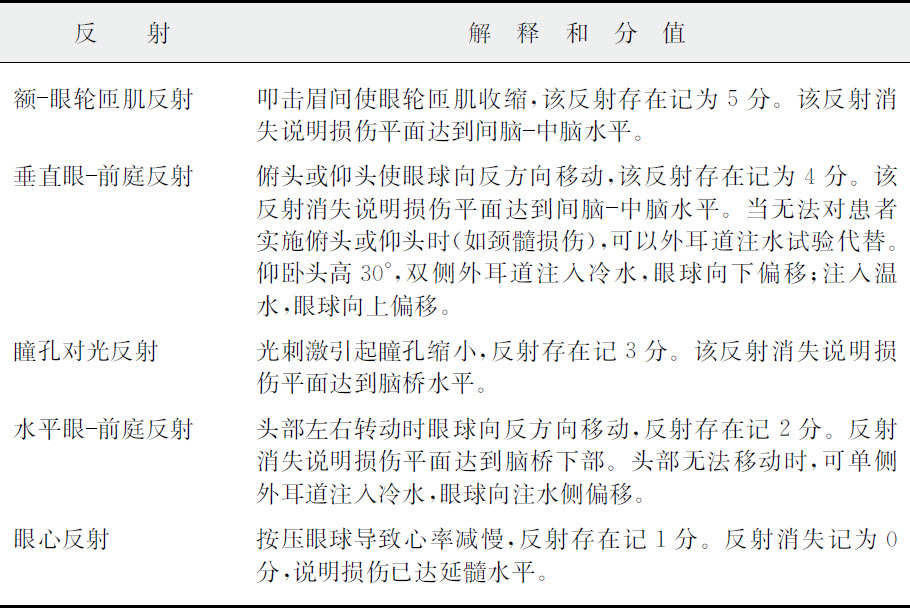 反 射 解 释 和 分 值
额-眼轮匝肌反射 叩击眉间使眼轮匝肌收缩,该反射存在记为 5 分。该反射消
失说明损伤平面达到间脑-中脑水平。
垂直眼-前庭反射 俯头或仰头使眼球向反方向移动,该反射存在记为 4 分。该
反射消失说明损伤平面达到间脑-中脑水平。当无法对患者
实施俯头或仰头时(如颈髓损伤),可以外耳道注水试验代替。
仰卧头高 30°,双侧外耳道注入冷水,眼球向下偏移;注入温
水,眼球向上偏移。
瞳孔对光反射 光刺激引起瞳孔缩小,反射存在记 3 分。该反射消失说明损
伤平面达到脑桥水平。
水平眼-前庭反射 头部左右转动时眼球向反方向移动,反射存在记 2 分。反射
消失说明损伤平面达到脑桥下部。头部无法移动时,可单侧
外耳道注入冷水,眼球向注水侧偏移。
眼心反射 按压眼球导致心率减慢,反射存在记 1 分。反射消失记为 0
分,说明损伤已达延髓水平。